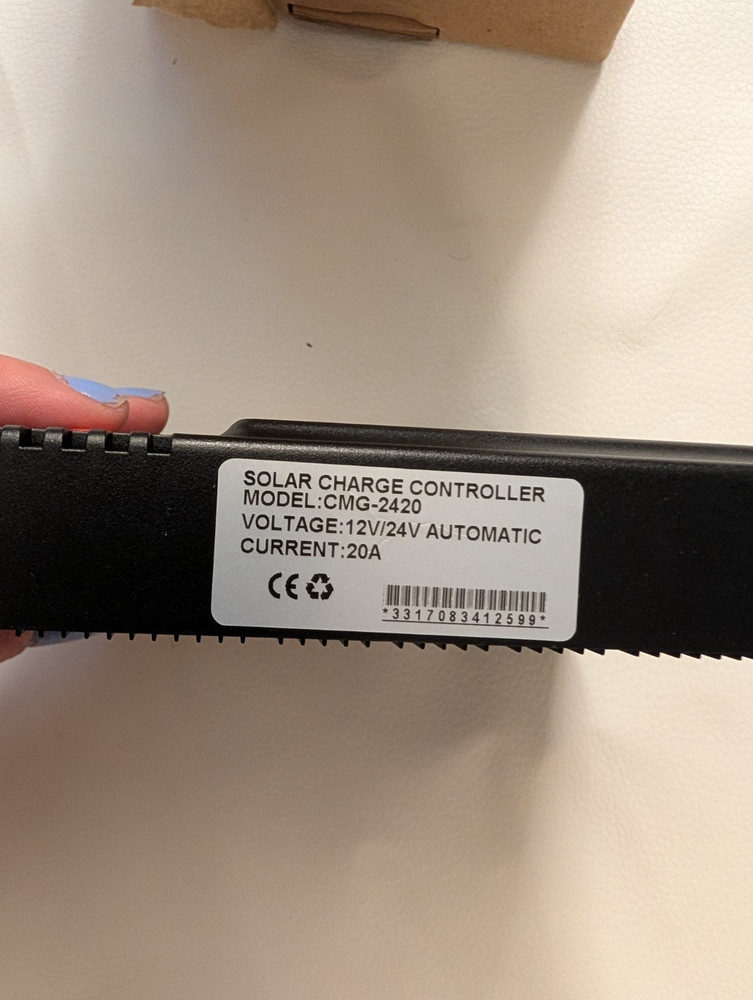 SOLAR CHARGE CONTROLLER
MODEL:CMG-2420
VOLTAGE:12V/24V AUTOMATIC
CURRENT:20A
CE
*3317083412599*